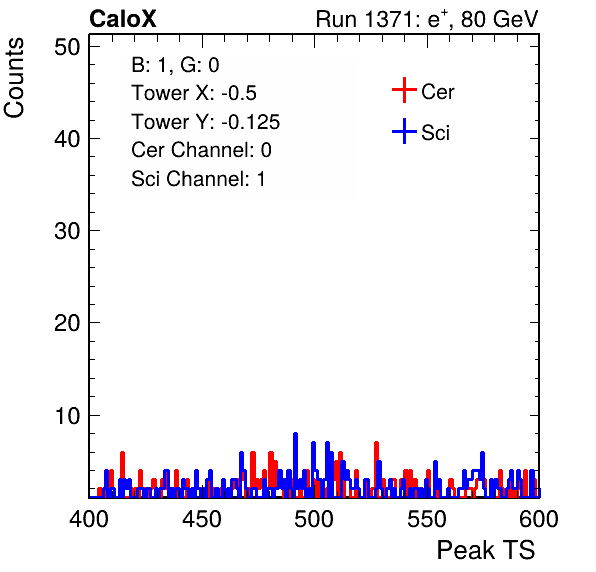 CaloX Run 1371: e+, 80 GeV
Counts
B: 1, G: 0
Tower X: -0.5
Tower Y: -0.125
Cer Channel: 0
Sci Channel: 1
Cer
Sci
50
40
30
20
10
400 450 500 550 600
Peak TS